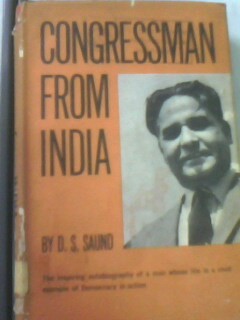 CONGRESSMAN
FROM
INDIA
BY D. S. SAUND
The inspiring autobiography of a man whose life is a vivid
example of Democracy in action